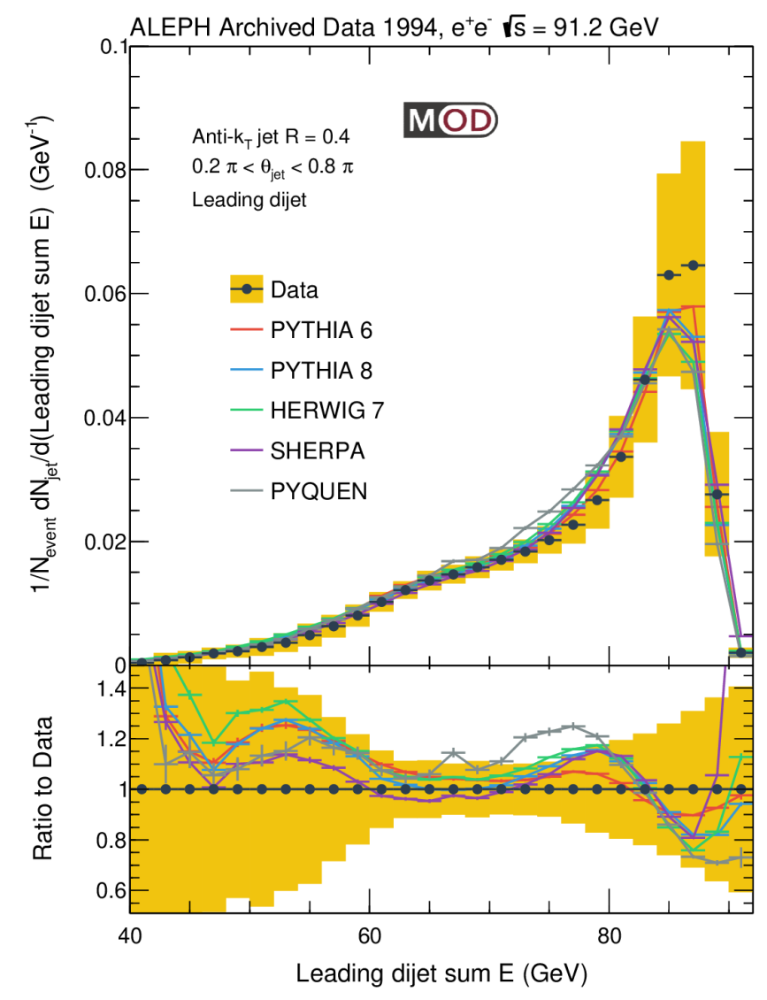 ALEPH Archived Data 1994, e⁺e⁻ √s = 91.2 GeV
0.1
MOD
Anti-k_T jet R = 0.4
0.2 π < θ_jet < 0.8 π
Leading dijet
0.08
Data
0.06
PYTHIA 6
PYTHIA 8
HERWIG 7
0.04
SHERPA
PYQUEN
0.02
0
1/N_event dN_jet/d(Leading dijet sum E) (GeV⁻¹)
1.4
1.2
1
0.8
0.6
Ratio to Data
40 60 80
Leading dijet sum E (GeV)